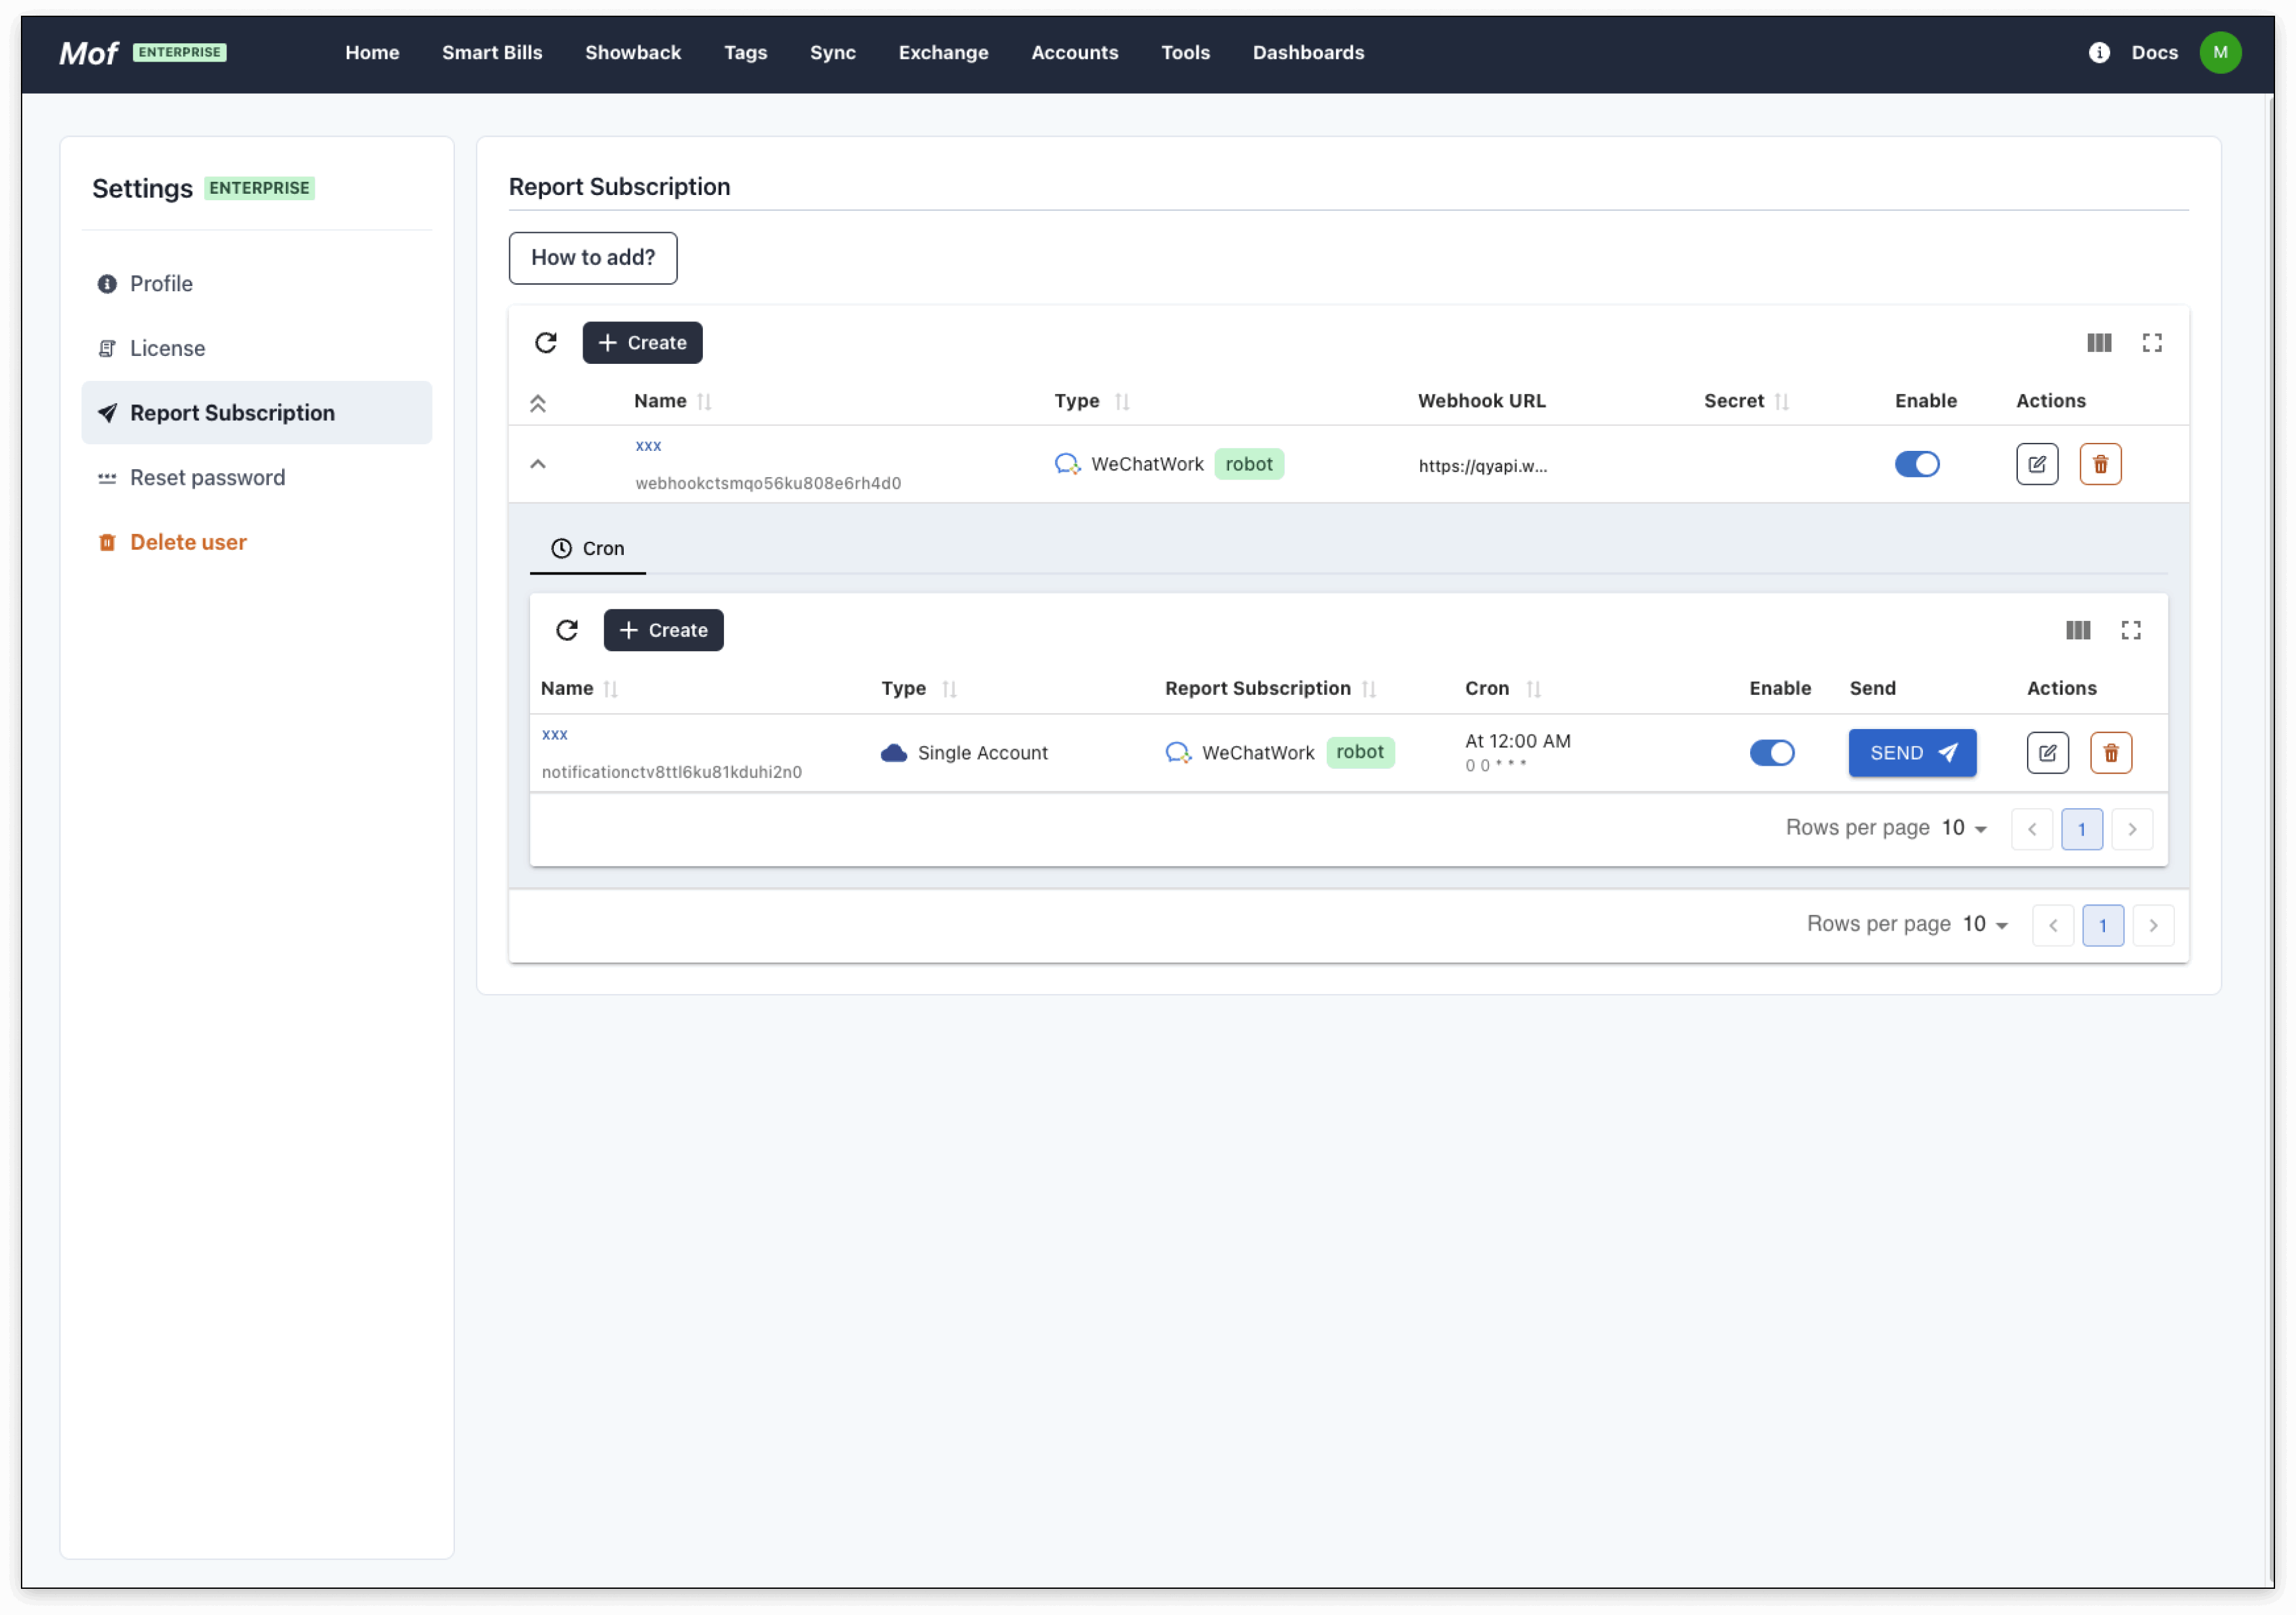 Mof ENTERPRISE Home Smart Bills Showback Tags Sync Exchange Accounts Tools Dashboards Docs M
Settings ENTERPRISE
Profile
License
Report Subscription
Reset password
Delete user
Report Subscription
How to add?
Create
Name Type Webhook URL Secret Enable Actions
xxx
webhookctsmqo56ku808e6rh4d0
WeChatWork robot https://qyapi.w...
Cron
Create
Name Type Report Subscription Cron Enable Send Actions
xxx
notificationctv8ttl6ku81kduhi2n0
Single Account WeChatWork robot
At 12:00 AM
0 0 * * *
SEND
Rows per page 10 1
Rows per page 10 1